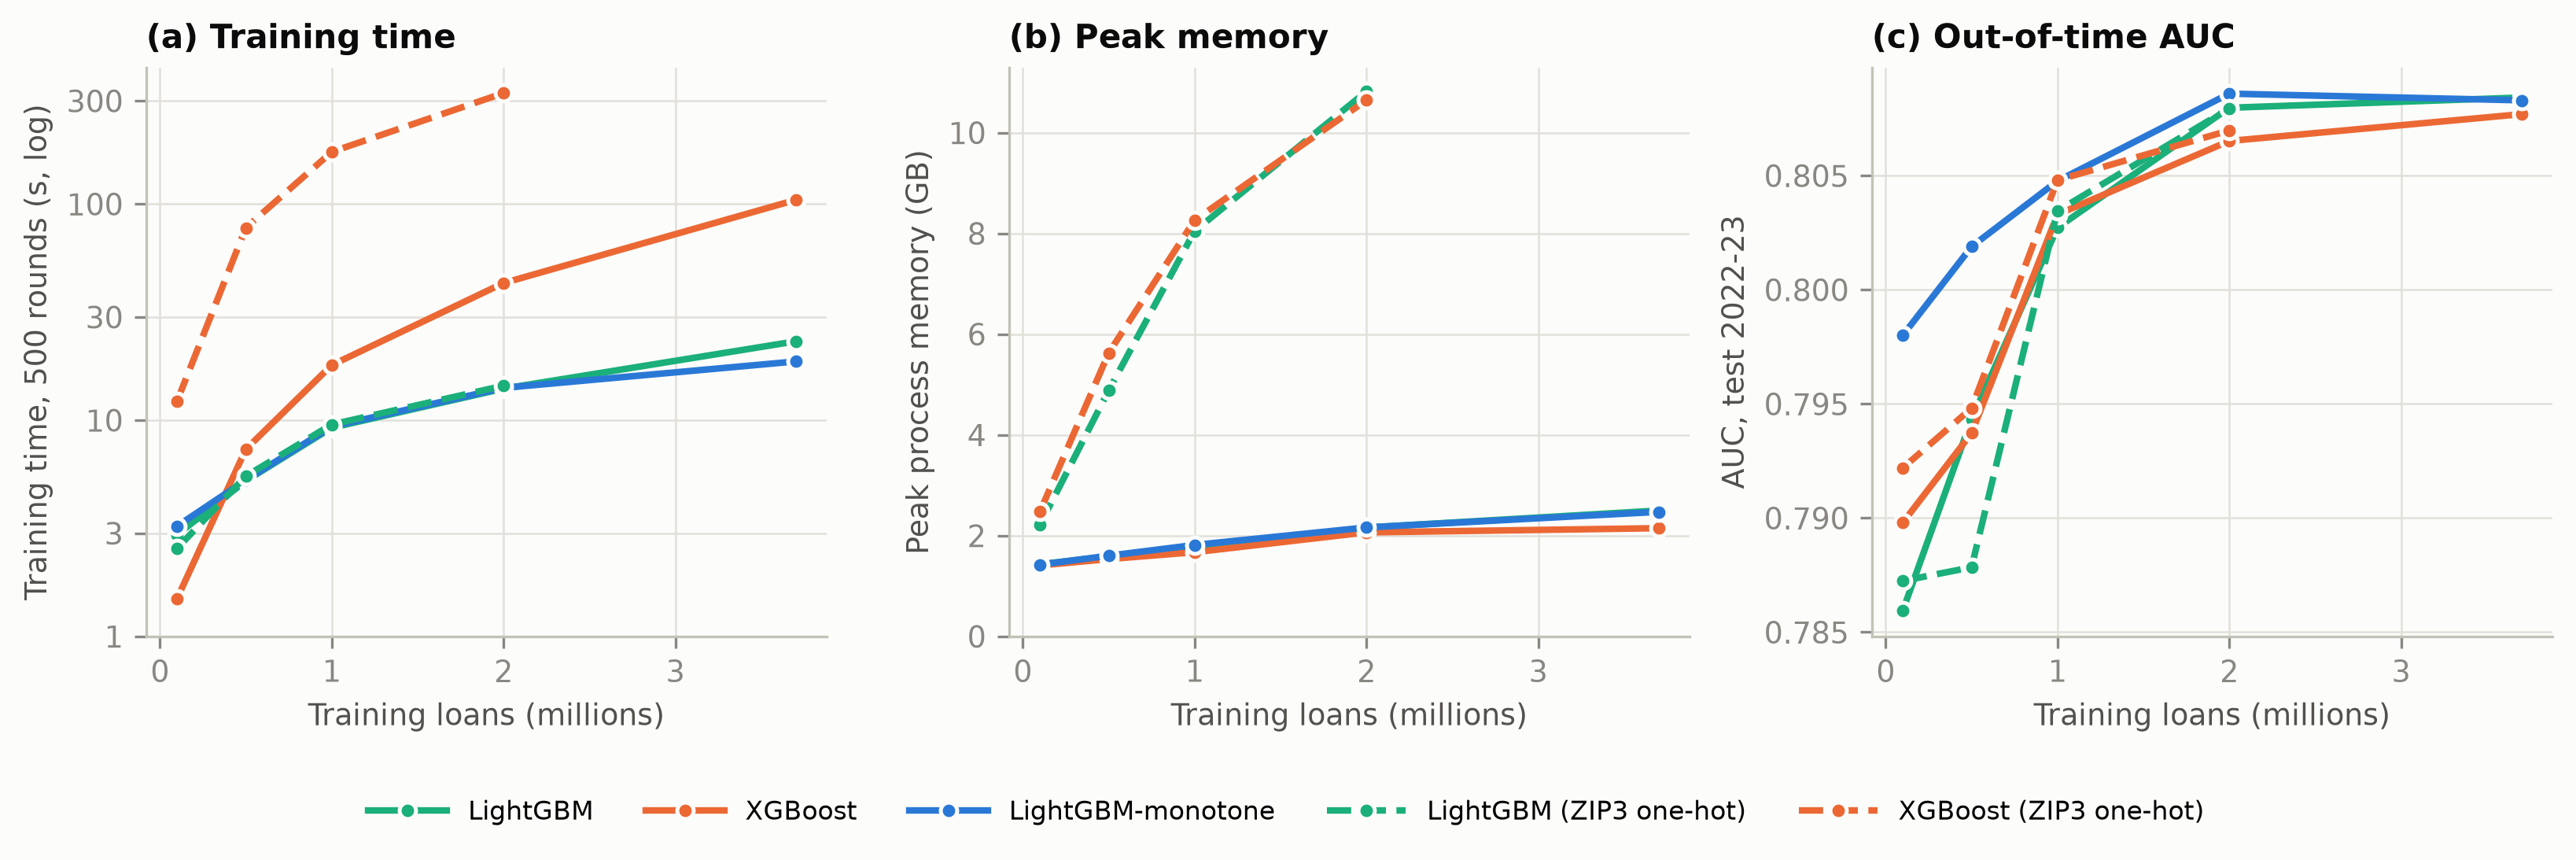 (a) Training time
Training time, 500 rounds (s, log)
300
100
30
10
3
1
0 1 2 3
Training loans (millions)
(b) Peak memory
Peak process memory (GB)
10
8
6
4
2
0
0 1 2 3
Training loans (millions)
(c) Out-of-time AUC
AUC, test 2022-23
0.805
0.800
0.795
0.790
0.785
0 1 2 3
Training loans (millions)
LightGBM XGBoost LightGBM-monotone LightGBM (ZIP3 one-hot) XGBoost (ZIP3 one-hot)